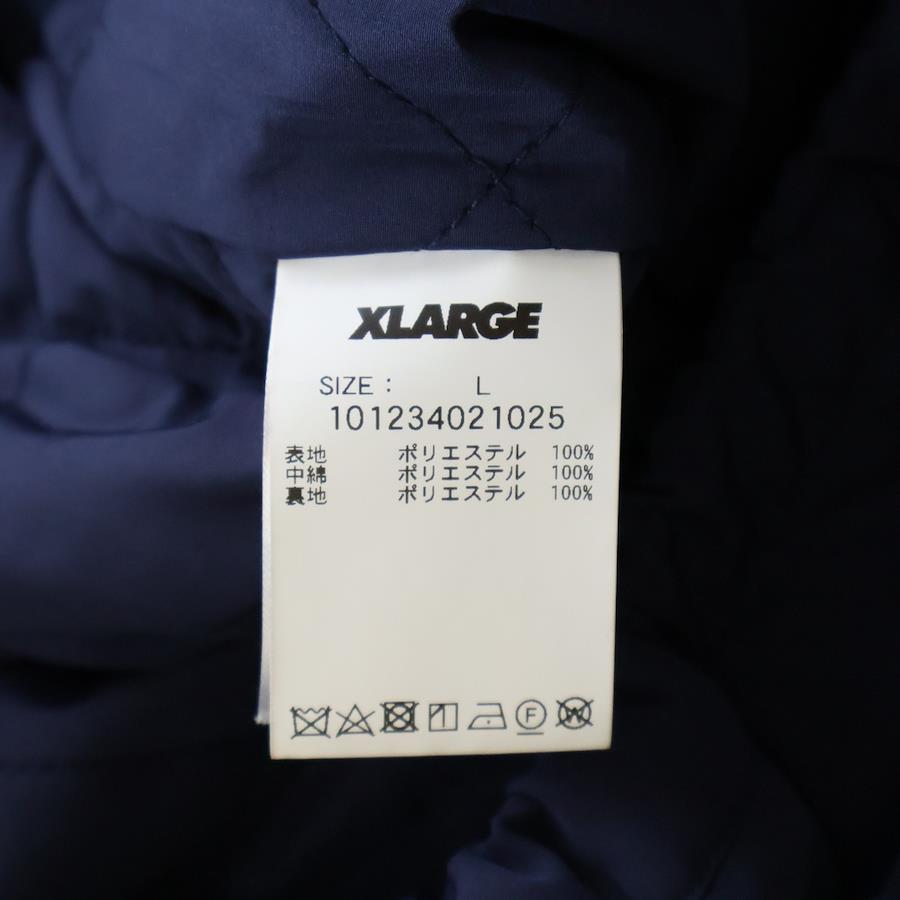 XLARGE
SIZE : L
101234021025
表地 ポリエステル 100%
中綿 ポリエステル 100%
裏地 ポリエステル 100%
F
W